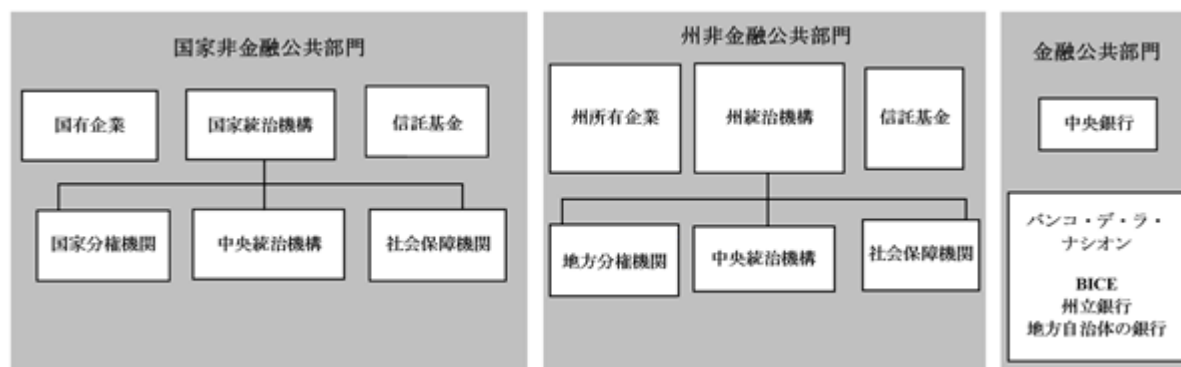 国家非金融公共部門
国有企業
国家統治機構
信託基金
国家分権機関
中央統治機構
社会保障機関
州非金融公共部門
州所有企業
州統治機構
信託基金
地方分権機関
中央統治機構
社会保障機関
金融公共部門
中央銀行
バンコ・デ・ラ・
ナシオン
BICE
州立銀行
地方自治体の銀行